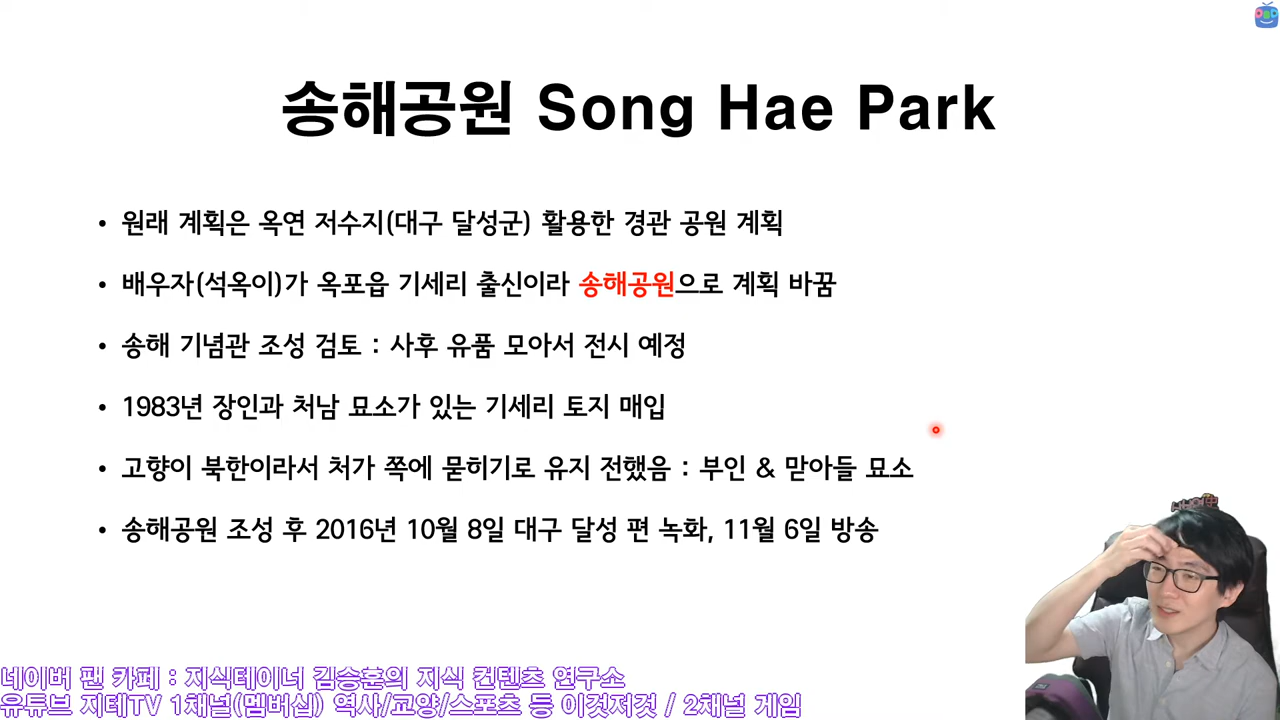 송해공원 Song Hae Park
• 원래 계획은 옥연 저수지(대구 달성군) 활용한 경관 공원 계획
• 배우자(석옥이)가 옥포읍 기세리 출신이라 송해공원으로 계획 바꿈
• 송해 기념관 조성 검토 : 사후 유품 모아서 전시 예정
• 1983년 장인과 처남 묘소가 있는 기세리 토지 매입
• 고향이 북한이라서 처가 쪽에 묻히기로 유지 전했음 : 부인 & 맏아들 묘소
• 송해공원 조성 후 2016년 10월 8일 대구 달성 편 녹화, 11월 6일 방송
네이버 팬 카페 : 지식테이너 김승훈의 지식 컨텐츠 연구소
유튜브 지테TV 1채널(멤버십) 역사/교양/스포츠 등 이것저것 / 2채널 게임